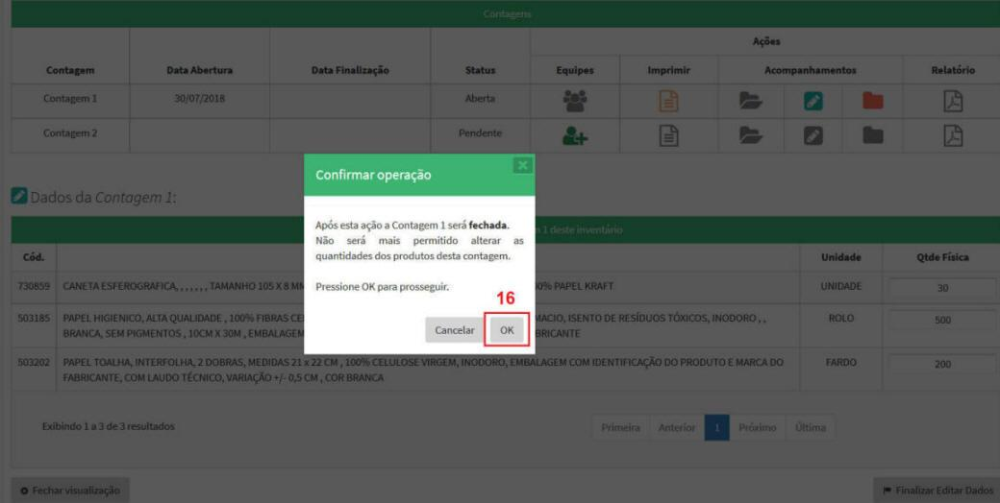 Contagens
Ações
Contagem Data Abertura Data Finalização Status Equipes Imprimir Acompanhamentos Relatório
Contagem 1 30/07/2018 Aberta
Contagem 2 Pendente
Confirmar operação
Dados da Contagem 1:
Após esta ação a Contagem 1 será fechada.
Não será mais permitido alterar as
quantidades dos produtos desta contagem.
Pressione OK para prosseguir.
16
Cancelar OK
1 deste inventário
Cód. Unidade Qtde Física
730859 CANETA ESFEROGRAFICA, , , , , , , TAMANHO 105 X 8 MM 0% PAPEL KRAFT UNIDADE 30
503185 PAPEL HIGIENICO, ALTA QUALIDADE , 100% FIBRAS CE MACIO, ISENTO DE RESÍDUOS TÓXICOS, INODORO , , ROLO 500
BRANCA, SEM PIGMENTOS , 10CM X 30M , EMBALAGEM BRICANTE
503202 PAPEL TOALHA, INTERFOLHA, 2 DOBRAS, MEDIDAS 21 x 22 CM , 100% CELULOSE VIRGEM, INODORO, EMBALAGEM COM IDENTIFICAÇÃO DO PRODUTO E MARCA DO FARDO 200
FABRICANTE, COM LAUDO TÉCNICO, VARIAÇÃO +/- 0,5 CM , COR BRANCA
Exibindo 1 a 3 de 3 resultados
Primeira Anterior 1 Próximo Última
Fechar visualização
Finalizar Editar Dados